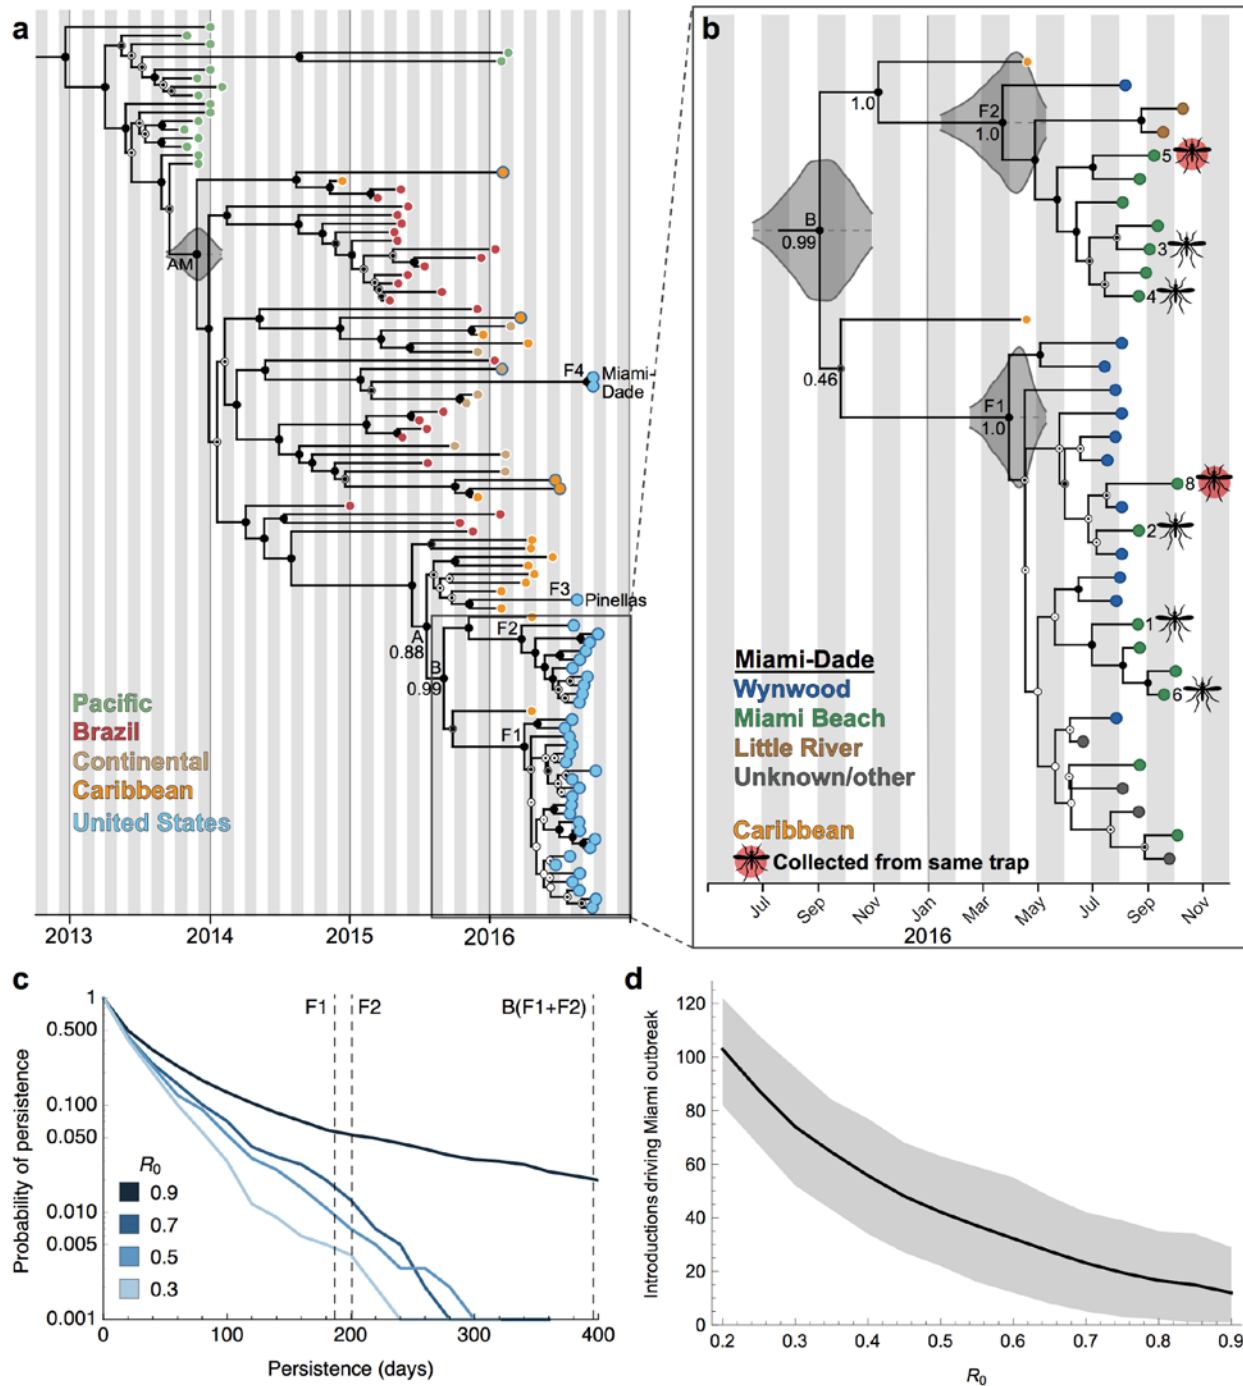 a
AM
F4
Miami-
Dade
F3
Pinellas
A
0.88
F2
B
0.99
F1
Pacific
Brazil
Continental
Caribbean
United States
2013
2014
2015
2016
b
1.0
F2
1.0
5
B
0.99
3
4
0.46
F1
1.0
8
2
1
6
Miami-Dade
Wynwood
Miami Beach
Little River
Unknown/other
Caribbean
Collected from same trap
Jul
Sep
Nov
Jan
Mar
May
Jul
Sep
Nov
2016
c
1
0.500
0.100
0.050
0.010
0.005
0.001
Probability of persistence
F1
F2
B(F1+F2)
R0
0.9
0.7
0.5
0.3
0
100
200
300
400
Persistence (days)
d
120
100
80
60
40
20
0
Introductions driving Miami outbreak
0.2
0.3
0.4
0.5
0.6
0.7
0.8
0.9
R0